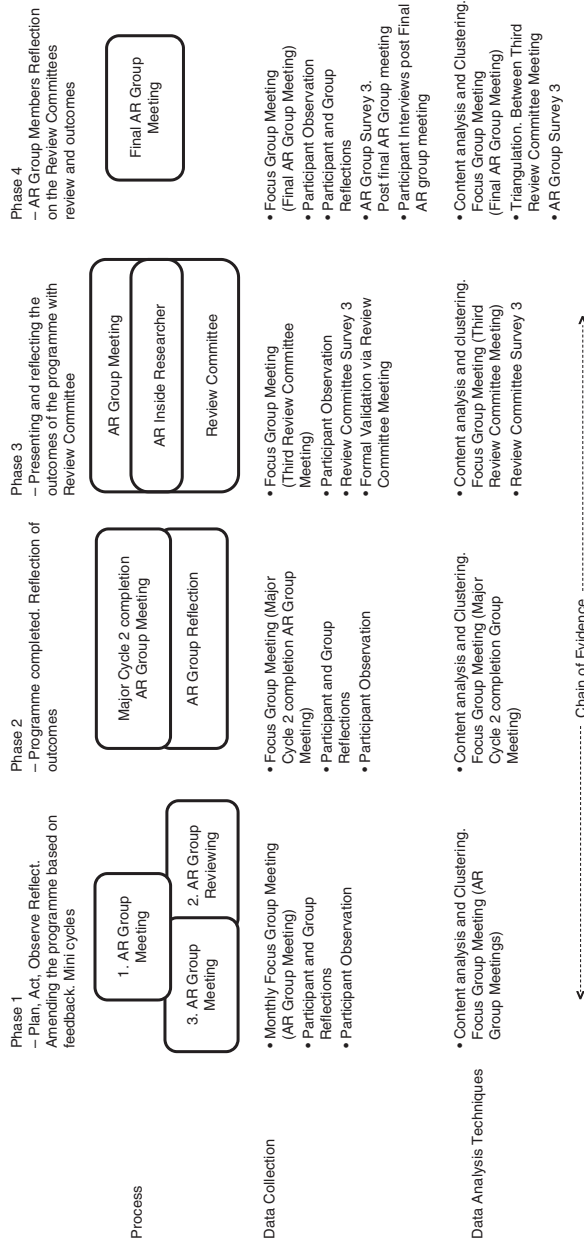 Phase 1
– Plan, Act, Observe Reflect.
Amending the programme based on
feedback. Mini cycles
Phase 2
– Programme completed. Reflection of
outcomes
Phase 3
– Presenting and reflecting the
outcomes of the programme with
Review Committee
Phase 4
– AR Group Members Reflection
on the Review Committees
review and outcomes
Process
1. AR Group
Meeting
2. AR Group
Reviewing
3. AR Group
Meeting
Major Cycle 2 completion
AR Group Meeting
AR Group Reflection
AR Group Meeting
AR Inside Researcher
Review Committee
Final AR Group
Meeting
Data Collection
• Monthly Focus Group Meeting
(AR Group Meeting)
• Participant and Group
Reflections
• Participant Observation
• Focus Group Meeting (Major
Cycle 2 completion AR Group
Meeting)
• Participant and Group
Reflections
• Participant Observation
• Focus Group Meeting
(Third Review Committee
Meeting)
• Participant Observation
• Review Committee Survey 3
• Formal Validation via Review
Committee Meeting
• Focus Group Meeting
(Final AR Group Meeting)
• Participant Observation
• Participant and Group
Reflections
• AR Group Survey 3.
Post final AR Group meeting
• Participant Interviews post Final
AR group meeting
Data Analysis Techniques
• Content analysis and Clustering.
Focus Group Meeting (AR
Group Meetings)
• Content analysis and Clustering.
Focus Group Meeting (Major
Cycle 2 completion Group
Meeting)
• Content analysis and clustering.
Focus Group Meeting (Third
Review Committee Meeting)
• Review Committee Survey 3
• Content analysis and Clustering.
Focus Group Meeting
(Final AR Group Meeting)
• Triangulation. Between Third
Review Committee Meeting
• AR Group Survey 3
Chain of Evidence